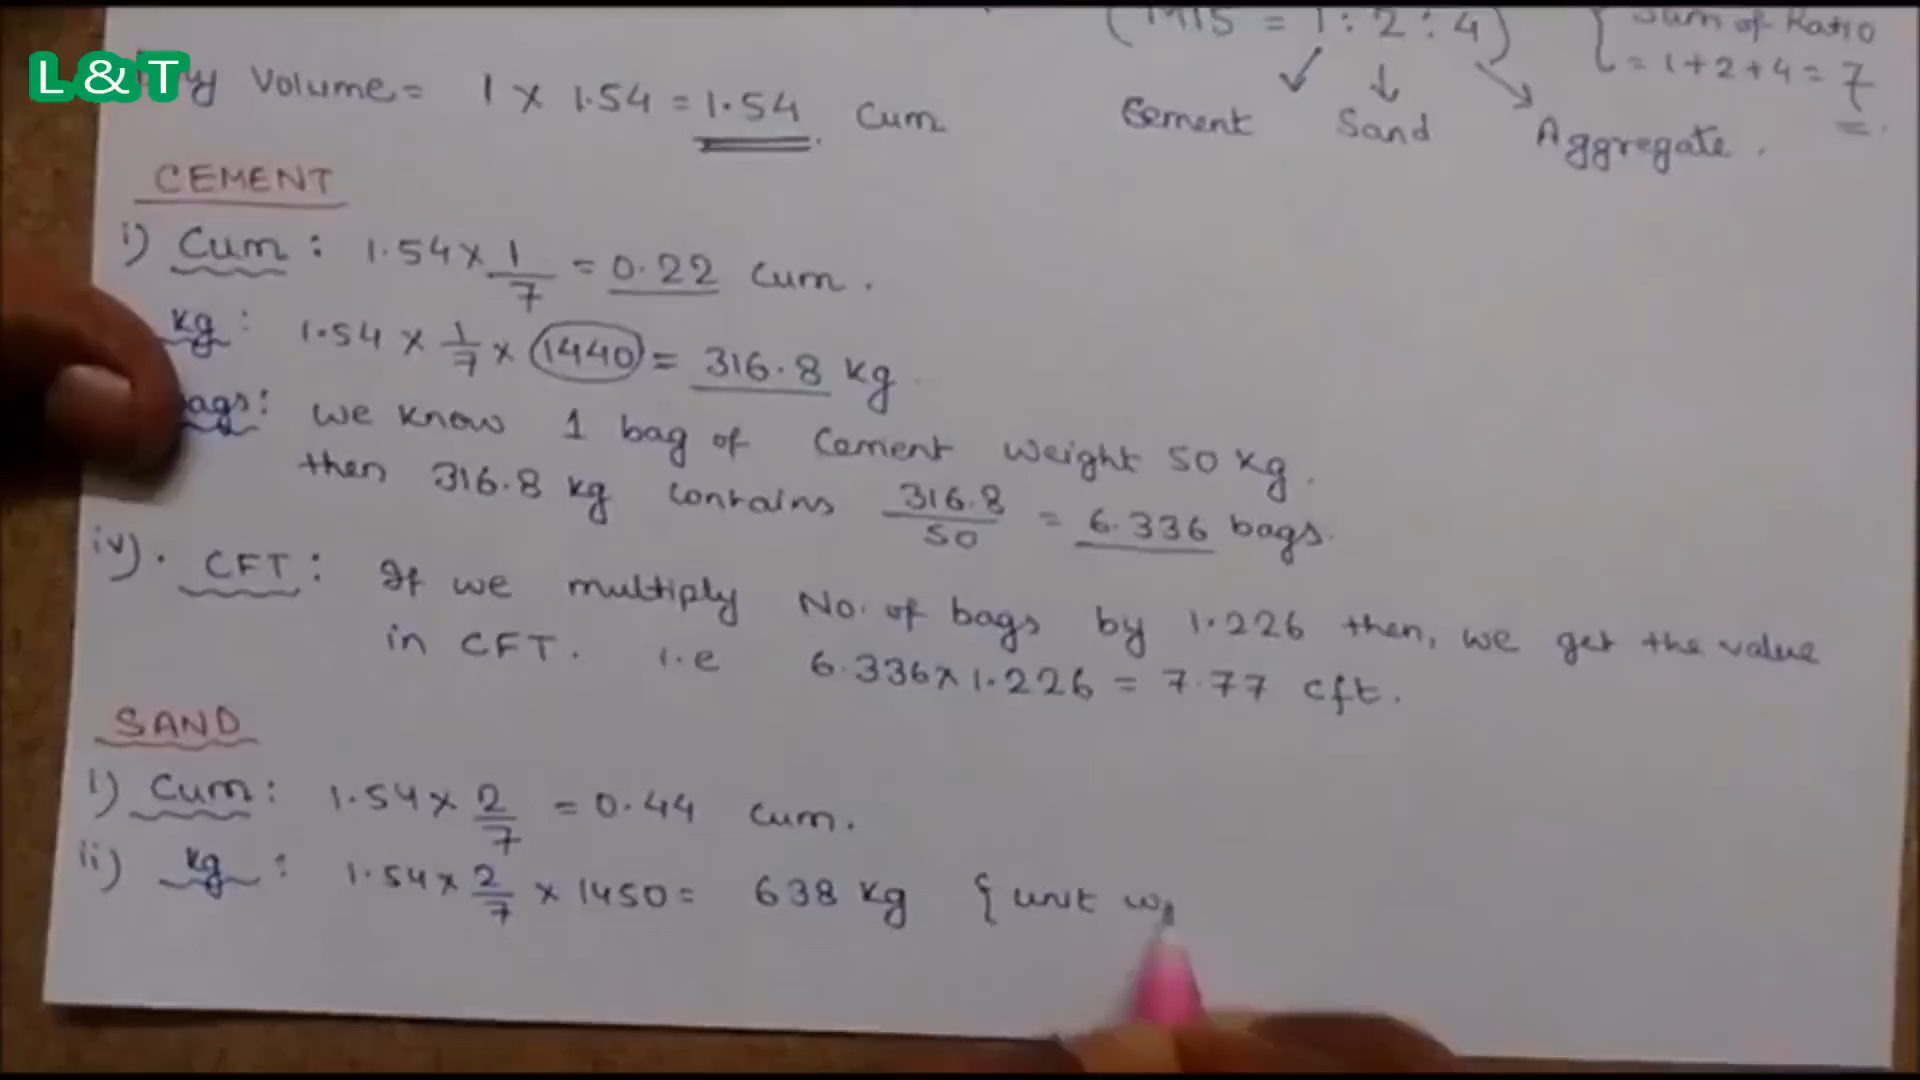 L & T
(M15 = 1 : 2 : 4)
{ Sum of Ratio
= 1+2+4 = 7
Volume = 1 x 1.54 = 1.54 Cum
Cement Sand Aggregate.
CEMENT
i) Cum : 1.54 x 1/7 = 0.22 Cum.
kg : 1.54 x 1/7 x 1440 = 316.8 kg
ags: We know 1 bag of Cement weight 50 kg.
then 316.8 kg contains 316.8/50 = 6.336 bags.
iv). CFT : If we multiply No. of bags by 1.226 then, we get the value
in CFT. i.e 6.336 x 1.226 = 7.77 cft.
SAND
i) Cum : 1.54 x 2/7 = 0.44 Cum.
ii) kg : 1.54 x 2/7 x 1450 = 638 kg { unit w